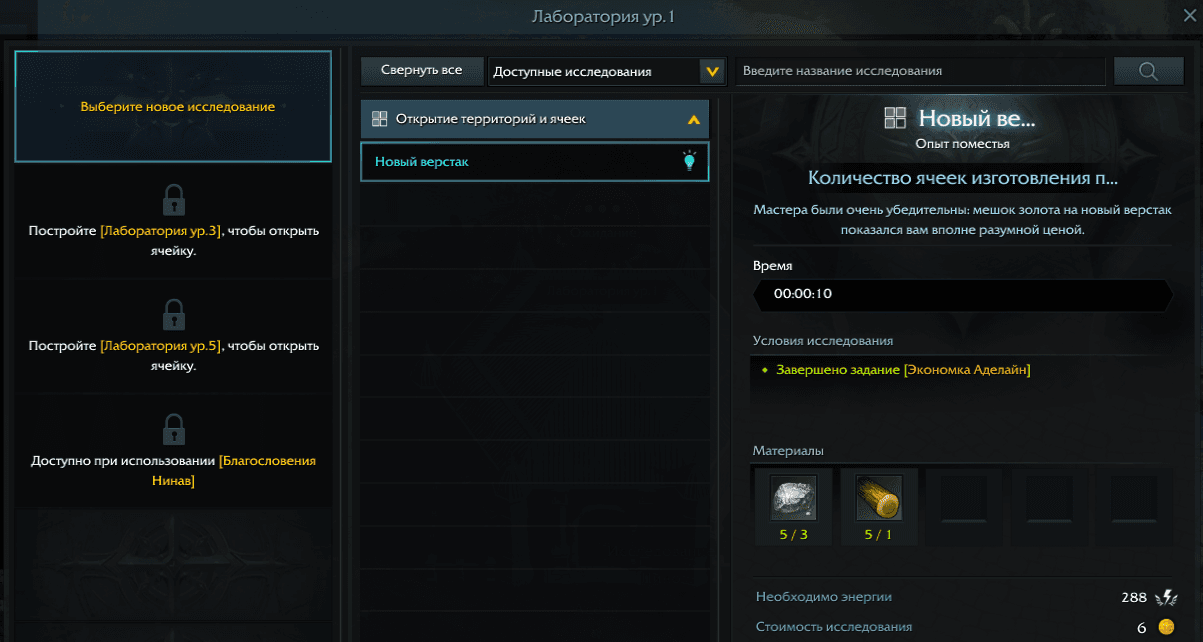 Лаборатория ур.1
Выберите новое исследование
Постройте [Лаборатория ур.3], чтобы открыть
ячейку.
Постройте [Лаборатория ур.5], чтобы открыть
ячейку.
Доступно при использовании [Благословения
Нинав]
Свернуть все
Доступные исследования
Введите название исследования
Открытие территорий и ячеек
Новый верстак
Новый ве...
Опыт поместья
Количество ячеек изготовления п...
Мастера были очень убедительны: мешок золота на новый верстак
показался вам вполне разумной ценой.
Время
00:00:10
Условия исследования
• Завершено задание [Экономка Аделайн]
Материалы
5 / 3
5 / 1
Необходимо энергии 288
Стоимость исследования 6